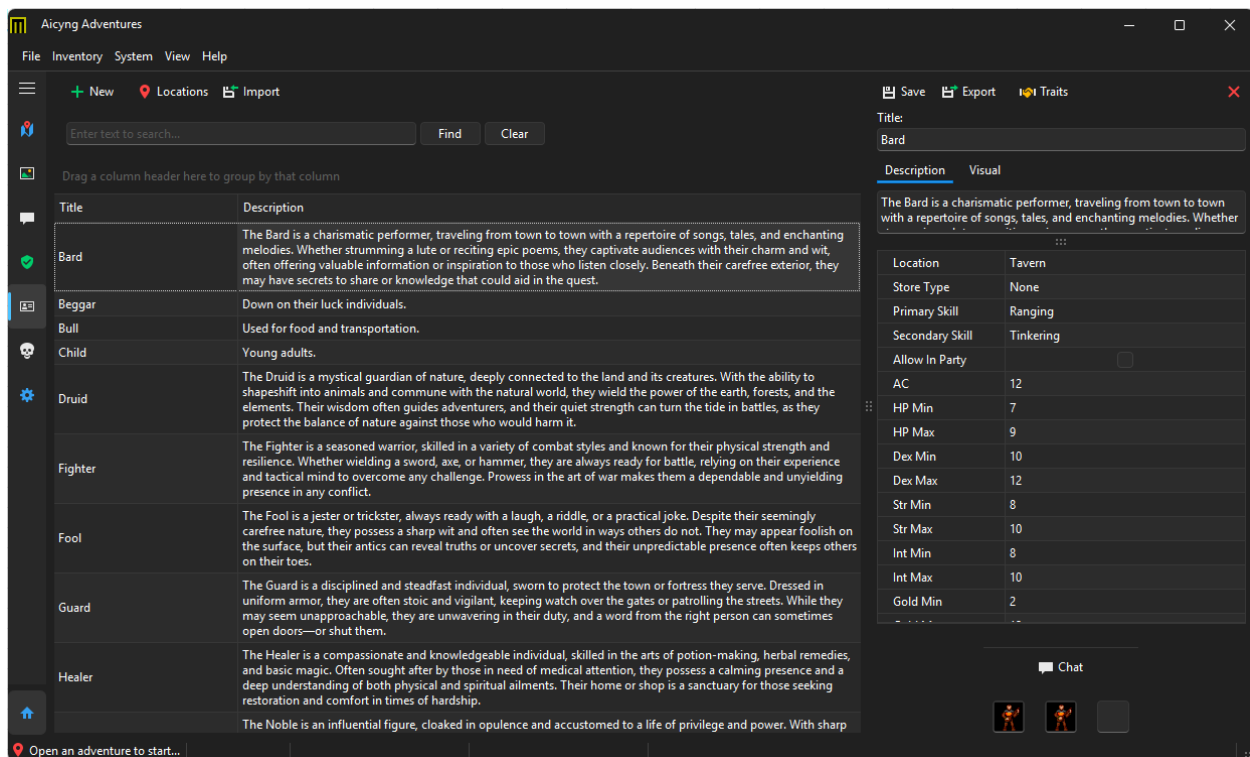 Aicyng Adventures
File Inventory System View Help
New Locations Import
Enter text to search...
Find
Clear
Drag a column header here to group by that column
Title Description
Bard
The Bard is a charismatic performer, traveling from town to town with a repertoire of songs, tales, and enchanting
melodies. Whether strumming a lute or reciting epic poems, they captivate audiences with their charm and wit,
often offering valuable information or inspiration to those who listen closely. Beneath their carefree exterior, they
may have secrets to share or knowledge that could aid in the quest.
Beggar Down on their luck individuals.
Bull Used for food and transportation.
Child Young adults.
Druid
The Druid is a mystical guardian of nature, deeply connected to the land and its creatures. With the ability to
shapeshift into animals and commune with the natural world, they wield the power of the earth, forests, and the
elements. Their wisdom often guides adventurers, and their quiet strength can turn the tide in battles, as they
protect the balance of nature against those who would harm it.
Fighter
The Fighter is a seasoned warrior, skilled in a variety of combat styles and known for their physical strength and
resilience. Whether wielding a sword, axe, or hammer, they are always ready for battle, relying on their experience
and tactical mind to overcome any challenge. Prowess in the art of war makes them a dependable and unyielding
presence in any conflict.
Fool
The Fool is a jester or trickster, always ready with a laugh, a riddle, or a practical joke. Despite their seemingly
carefree nature, they possess a sharp wit and often see the world in ways others do not. They may appear foolish on
the surface, but their antics can reveal truths or uncover secrets, and their unpredictable presence often keeps others
on their toes.
Guard
The Guard is a disciplined and steadfast individual, sworn to protect the town or fortress they serve. Dressed in
uniform armor, they are often stoic and vigilant, keeping watch over the gates or patrolling the streets. While they
may seem unapproachable, they are unwavering in their duty, and a word from the right person can sometimes
open doors—or shut them.
Healer
The Healer is a compassionate and knowledgeable individual, skilled in the arts of potion-making, herbal remedies,
and basic magic. Often sought after by those in need of medical attention, they possess a calming presence and a
deep understanding of both physical and spiritual ailments. Their home or shop is a sanctuary for those seeking
restoration and comfort in times of hardship.
The Noble is an influential figure, cloaked in opulence and accustomed to a life of privilege and power. With sharp
Save Export Traits
Title:
Bard
Description Visual
The Bard is a charismatic performer, traveling from town to town
with a repertoire of songs, tales, and enchanting melodies. Whether
Location Tavern
Store Type None
Primary Skill Ranging
Secondary Skill Tinkering
Allow In Party
AC 12
HP Min 7
HP Max 9
Dex Min 10
Dex Max 12
Str Min 8
Str Max 10
Int Min 8
Int Max 10
Gold Min 2
Chat
Open an adventure to start...